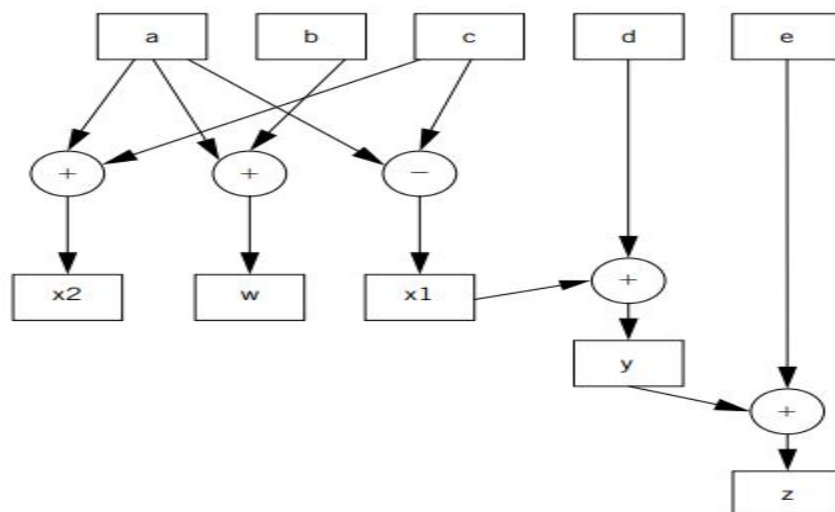 a b c d e
+ + −
+
x2 w x1
y
+
z